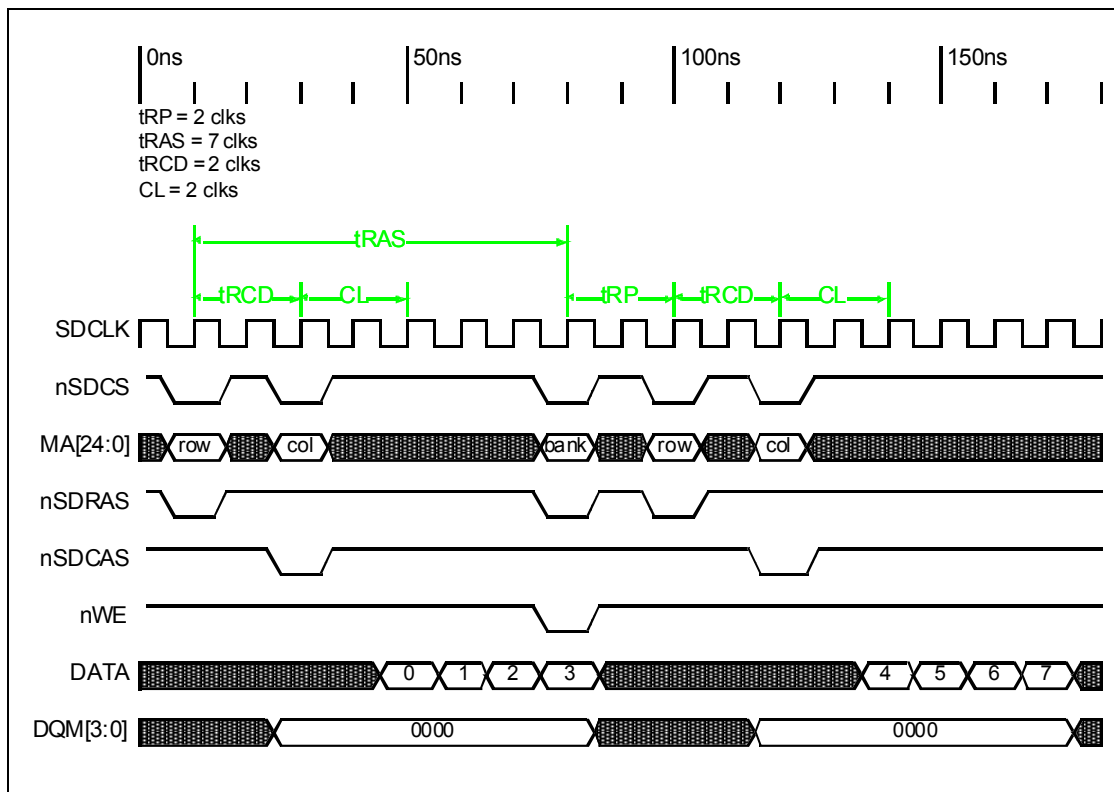 0ns 50ns 100ns 150ns
tRP = 2 clks
tRAS = 7 clks
tRCD = 2 clks
CL = 2 clks
tRAS
tRCD CL tRP tRCD CL
SDCLK
nSDCS
MA[24:0] row col bank row col
nSDRAS
nSDCAS
nWE
DATA 0 1 2 3 4 5 6 7
DQM[3:0] 0000 0000